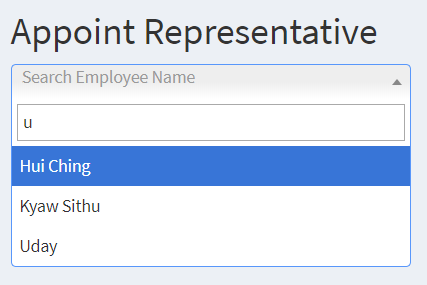 Appoint Representative
Search Employee Name
u
Hui Ching
Kyaw Sithu
Uday